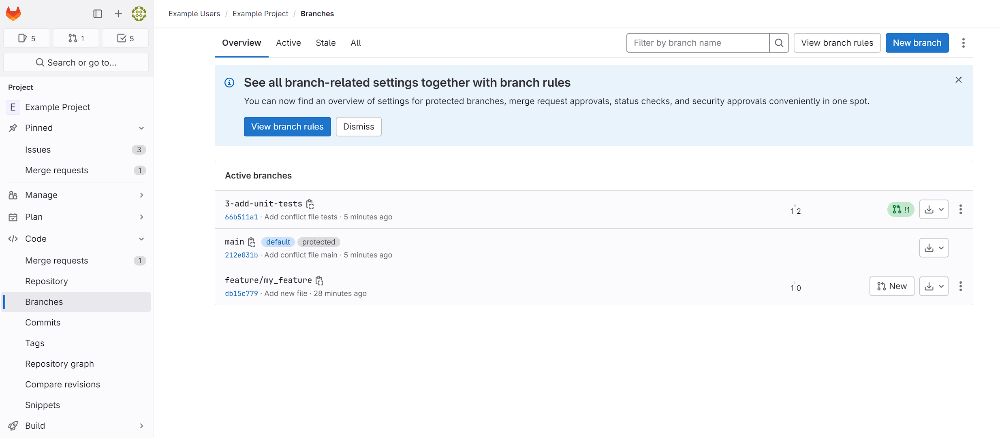 Example Users / Example Project / Branches
5
1
5
Search or go to...
Project
E Example Project
Pinned
Issues 3
Merge requests 1
Manage
Plan
Code
Merge requests 1
Repository
Branches
Commits
Tags
Repository graph
Compare revisions
Snippets
Build
Overview Active Stale All
Filter by branch name
View branch rules
New branch
See all branch-related settings together with branch rules
You can now find an overview of settings for protected branches, merge request approvals, status checks, and security approvals conveniently in one spot.
View branch rules Dismiss
Active branches
3-add-unit-tests
66b511a1 · Add conflict file tests · 5 minutes ago
1 2
!1
main default protected
212e031b · Add conflict file main · 5 minutes ago
feature/my_feature
db15c779 · Add new file · 28 minutes ago
1 0
New